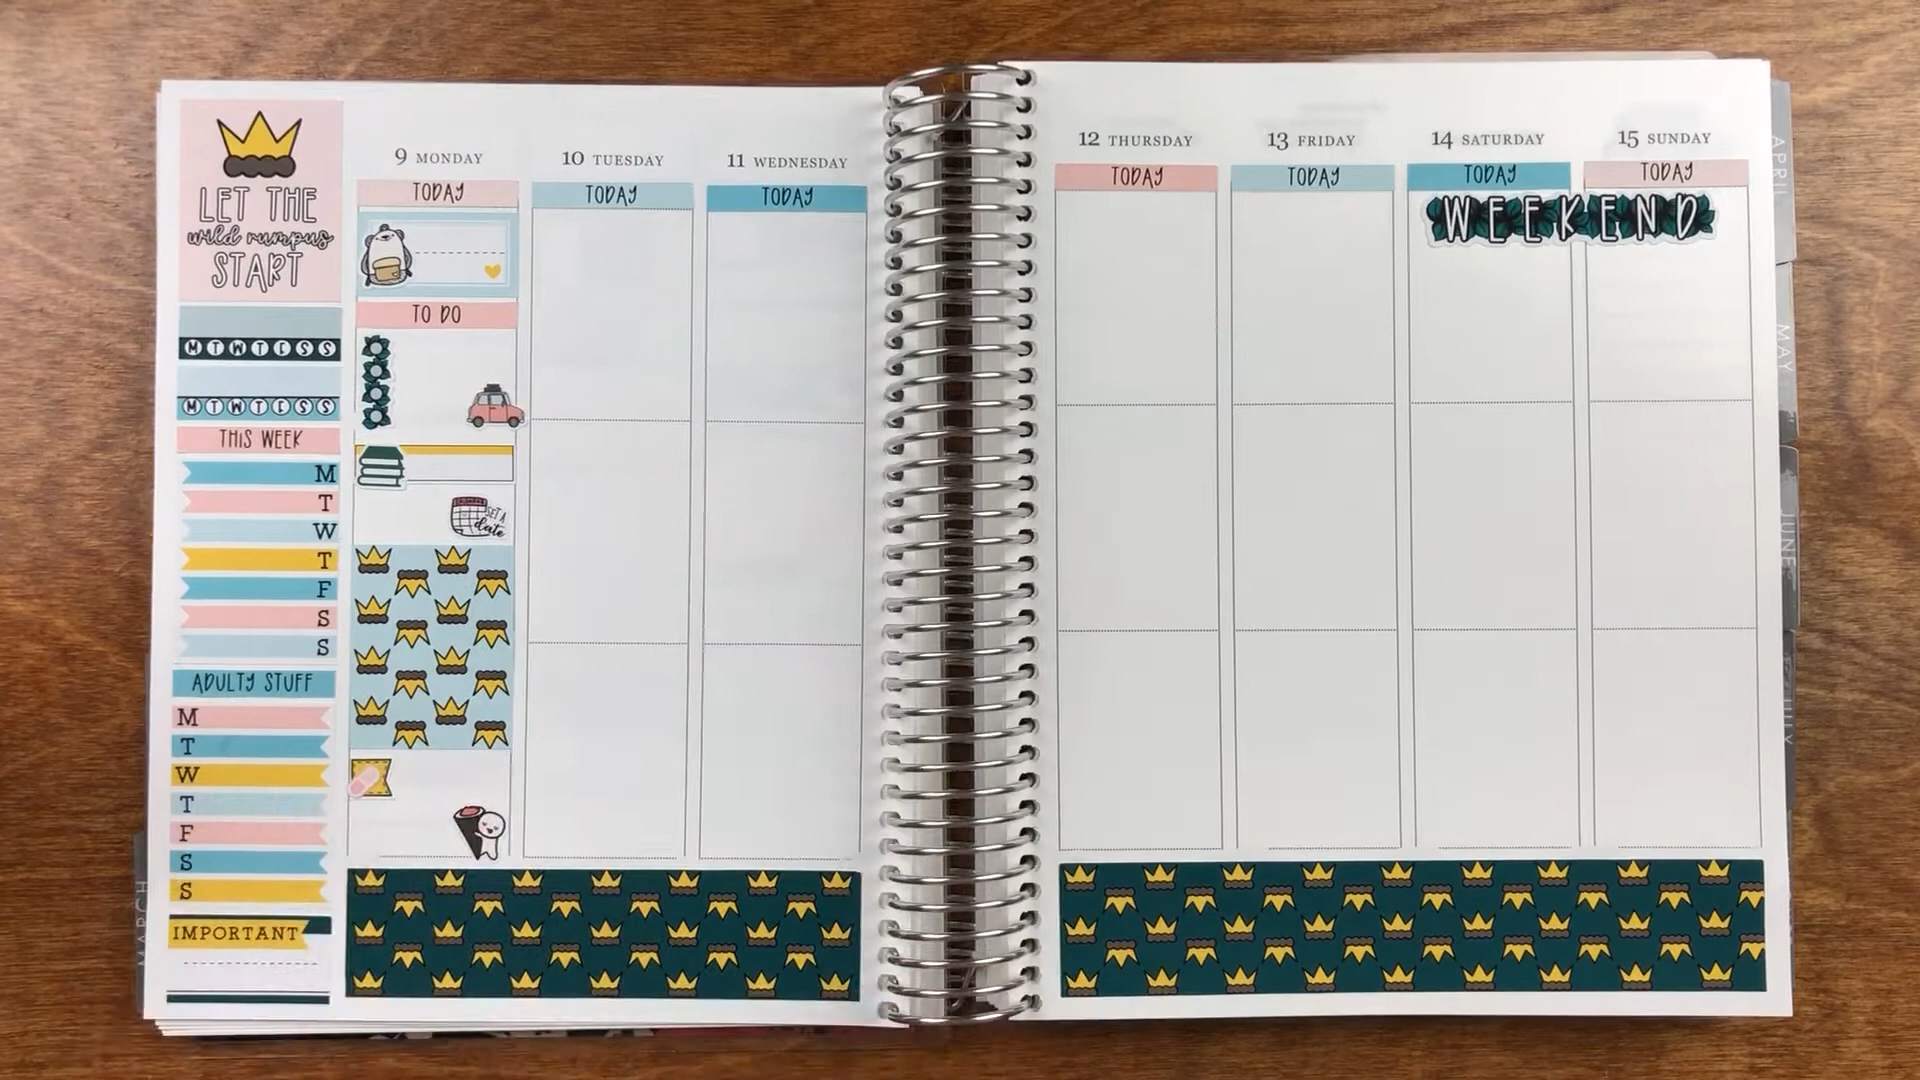 LET THE
wild rumpus
START
M T W T F S S
M T W T F S S
THIS WEEK
M
T
W
T
F
S
S
ADULTY STUFF
M
T
W
T
F
S
S
IMPORTANT
9 MONDAY
TODAY
TO DO
SET A
date
10 TUESDAY
TODAY
11 WEDNESDAY
TODAY
12 THURSDAY
TODAY
13 FRIDAY
TODAY
14 SATURDAY
TODAY
15 SUNDAY
TODAY
WEEKEND
MARCH
APRIL
MAY
JUNE
JULY